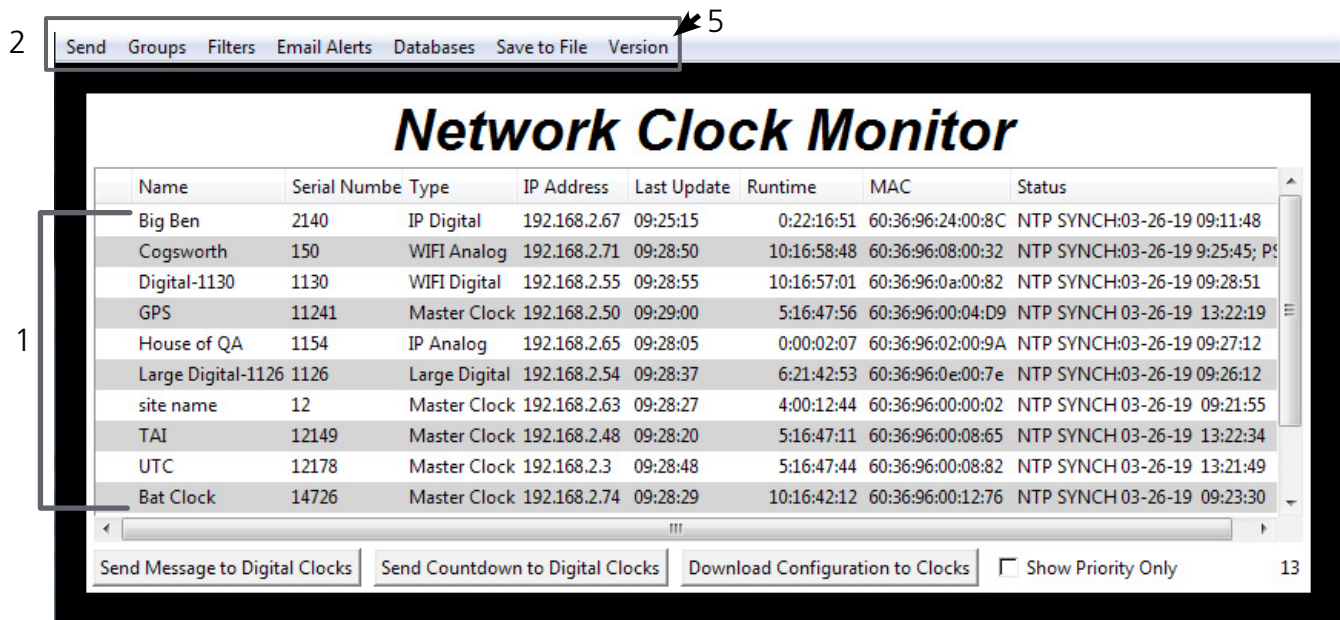 5
2
Send Groups Filters Email Alerts Databases Save to File Version
Network Clock Monitor
Name Serial Numbe Type IP Address Last Update Runtime MAC Status
Big Ben 2140 IP Digital 192.168.2.67 09:25:15 0:22:16:51 60:36:96:24:00:8C NTP SYNCH:03-26-19 09:11:48
Cogsworth 150 WIFI Analog 192.168.2.71 09:28:50 10:16:58:48 60:36:96:08:00:32 NTP SYNCH:03-26-19 9:25:45; PS
Digital-1130 1130 WIFI Digital 192.168.2.55 09:28:55 10:16:57:01 60:36:96:0a:00:82 NTP SYNCH:03-26-19 09:28:51
GPS 11241 Master Clock 192.168.2.50 09:29:00 5:16:47:56 60:36:96:00:04:D9 NTP SYNCH 03-26-19 13:22:19
1
House of QA 1154 IP Analog 192.168.2.65 09:28:05 0:00:02:07 60:36:96:02:00:9A NTP SYNCH:03-26-19 09:27:12
Large Digital-1126 1126 Large Digital 192.168.2.54 09:28:37 6:21:42:53 60:36:96:0e:00:7e NTP SYNCH:03-26-19 09:26:12
site name 12 Master Clock 192.168.2.63 09:28:27 4:00:12:44 60:36:96:00:00:02 NTP SYNCH 03-26-19 09:21:55
TAI 12149 Master Clock 192.168.2.48 09:28:20 5:16:47:11 60:36:96:00:08:65 NTP SYNCH 03-26-19 13:22:34
UTC 12178 Master Clock 192.168.2.3 09:28:48 5:16:47:44 60:36:96:00:08:82 NTP SYNCH 03-26-19 13:21:49
Bat Clock 14726 Master Clock 192.168.2.74 09:28:29 10:16:42:12 60:36:96:00:12:76 NTP SYNCH 03-26-19 09:23:30
Send Message to Digital Clocks Send Countdown to Digital Clocks Download Configuration to Clocks Show Priority Only 13